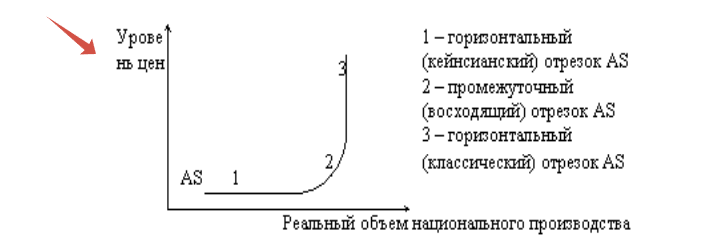 Урове
нь цен
3
2
AS
1
Реальный объем национального производства
1 – горизонтальный
(кейнсианский) отрезок AS
2 – промежуточный
(восходящий) отрезок AS
3 – горизонтальный
(классический) отрезок AS